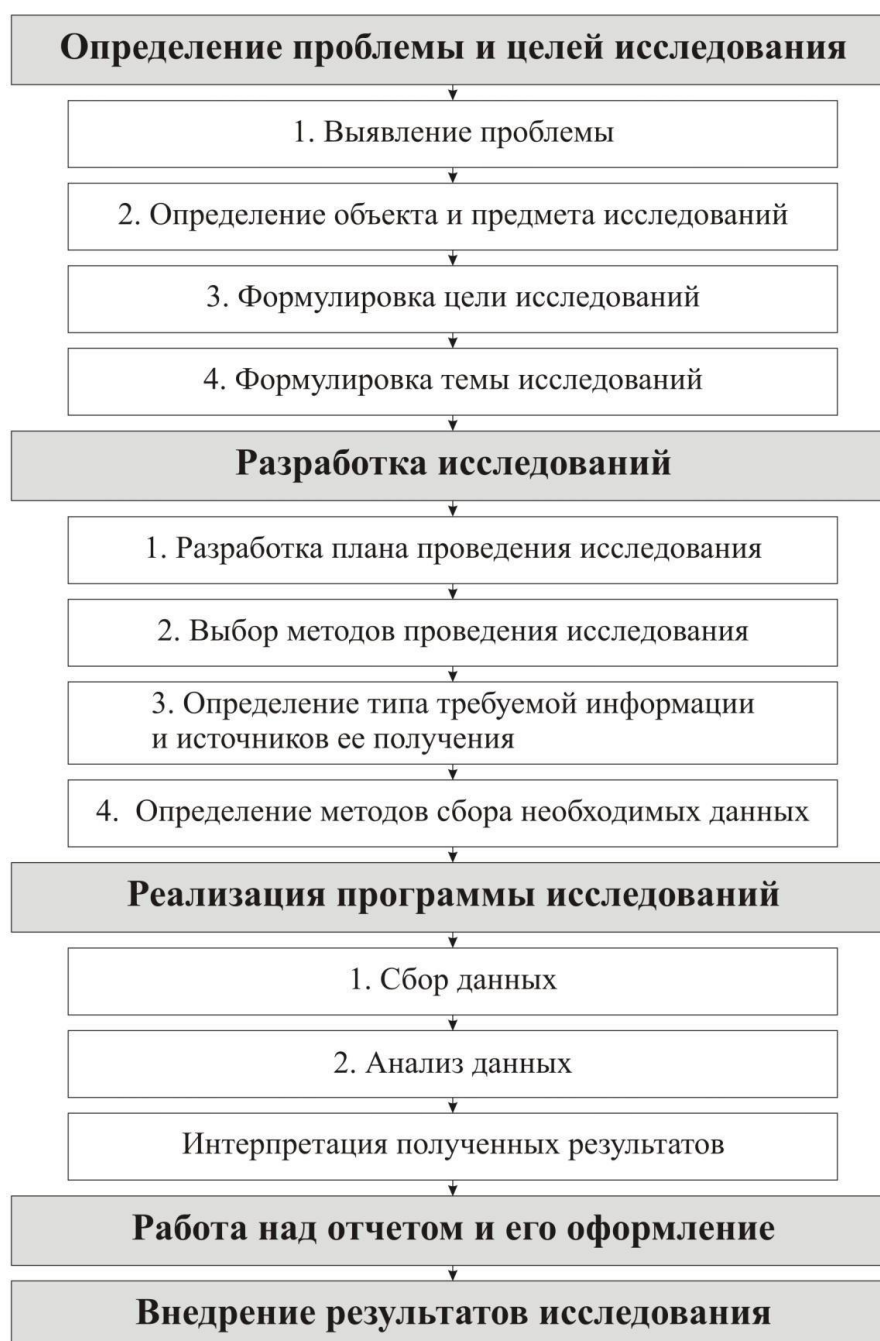 Определение проблемы и целей исследования
1. Выявление проблемы
2. Определение объекта и предмета исследований
3. Формулировка цели исследований
4. Формулировка темы исследований
Разработка исследований
1. Разработка плана проведения исследования
2. Выбор методов проведения исследования
3. Определение типа требуемой информации
и источников ее получения
4. Определение методов сбора необходимых данных
Реализация программы исследований
1. Сбор данных
2. Анализ данных
Интерпретация полученных результатов
Работа над отчетом и его оформление
Внедрение результатов исследования